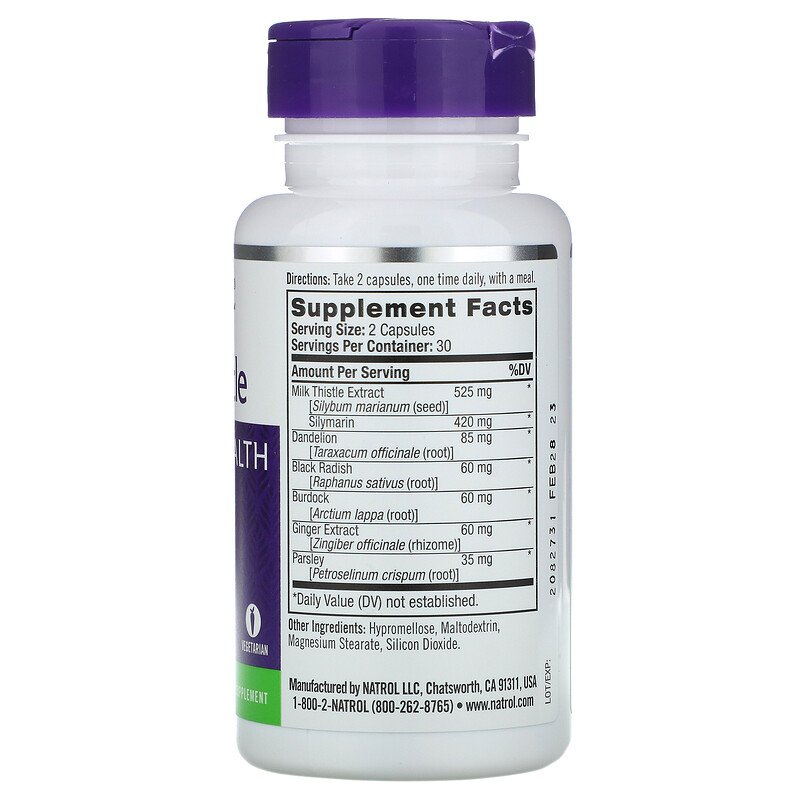 Directions: Take 2 capsules, one time daily, with a meal.
Supplement Facts
Serving Size: 2 Capsules
Servings Per Container: 30
Amount Per Serving %DV
Milk Thistle Extract 525 mg *
[Silybum marianum (seed)]
Silymarin 420 mg *
Dandelion 85 mg *
[Taraxacum officinale (root)]
Black Radish 60 mg *
[Raphanus sativus (root)]
Burdock 60 mg *
[Arctium lappa (root)]
Ginger Extract 60 mg *
[Zingiber officinale (rhizome)]
Parsley 35 mg *
[Petroselinum crispum (root)]
*Daily Value (DV) not established.
Other Ingredients: Hypromellose, Maltodextrin,
Magnesium Stearate, Silicon Dioxide.
Manufactured by NATROL LLC, Chatsworth, CA 91311, USA
1-800-2-NATROL (800-262-8765) • www.natrol.com
LOT/EXP:
2082731 FEB28 23
VEGETARIAN